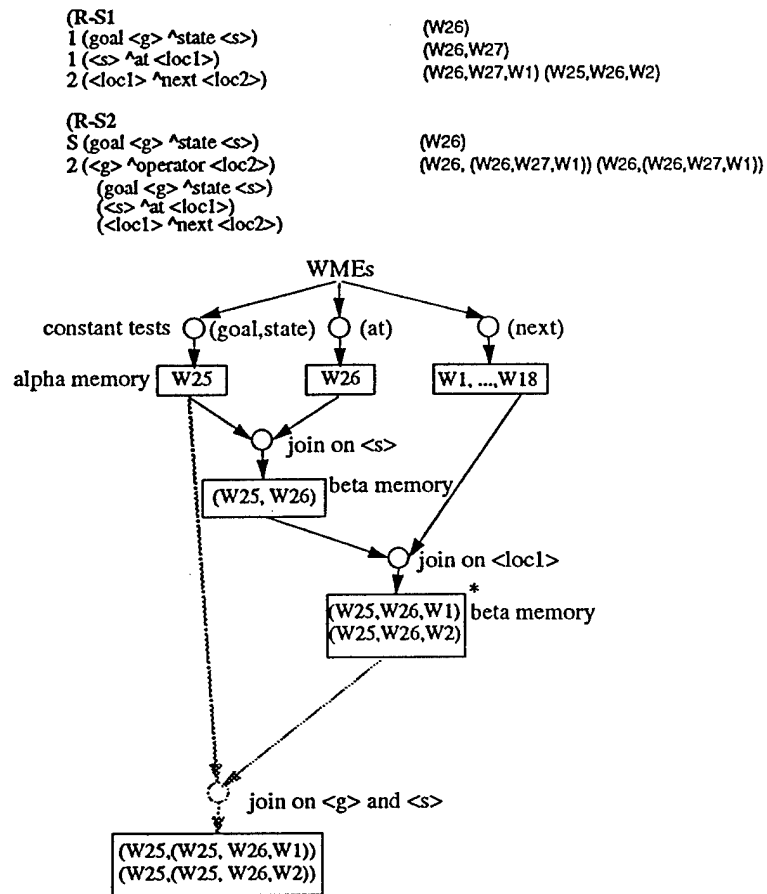 (R-S1
1 (goal <g> ^state <s>) (W26)
1 (<s> ^at <loc1>) (W26,W27)
2 (<loc1> ^next <loc2>) (W26,W27,W1) (W25,W26,W2)
(R-S2
S (goal <g> ^state <s>) (W26)
2 (<g> ^operator <loc2>) (W26, (W26,W27,W1)) (W26,(W26,W27,W1))
(goal <g> ^state <s>)
(<s> ^at <loc1>)
(<loc1> ^next <loc2>)
WMEs
constant tests (goal,state) (at) (next)
alpha memory W25 W26 W1, ...,W18
join on <s>
(W25, W26) beta memory
join on <loc1>
*
(W25,W26,W1) beta memory
(W25,W26,W2)
join on <g> and <s>
(W25,(W25, W26,W1))
(W25,(W25, W26,W2))